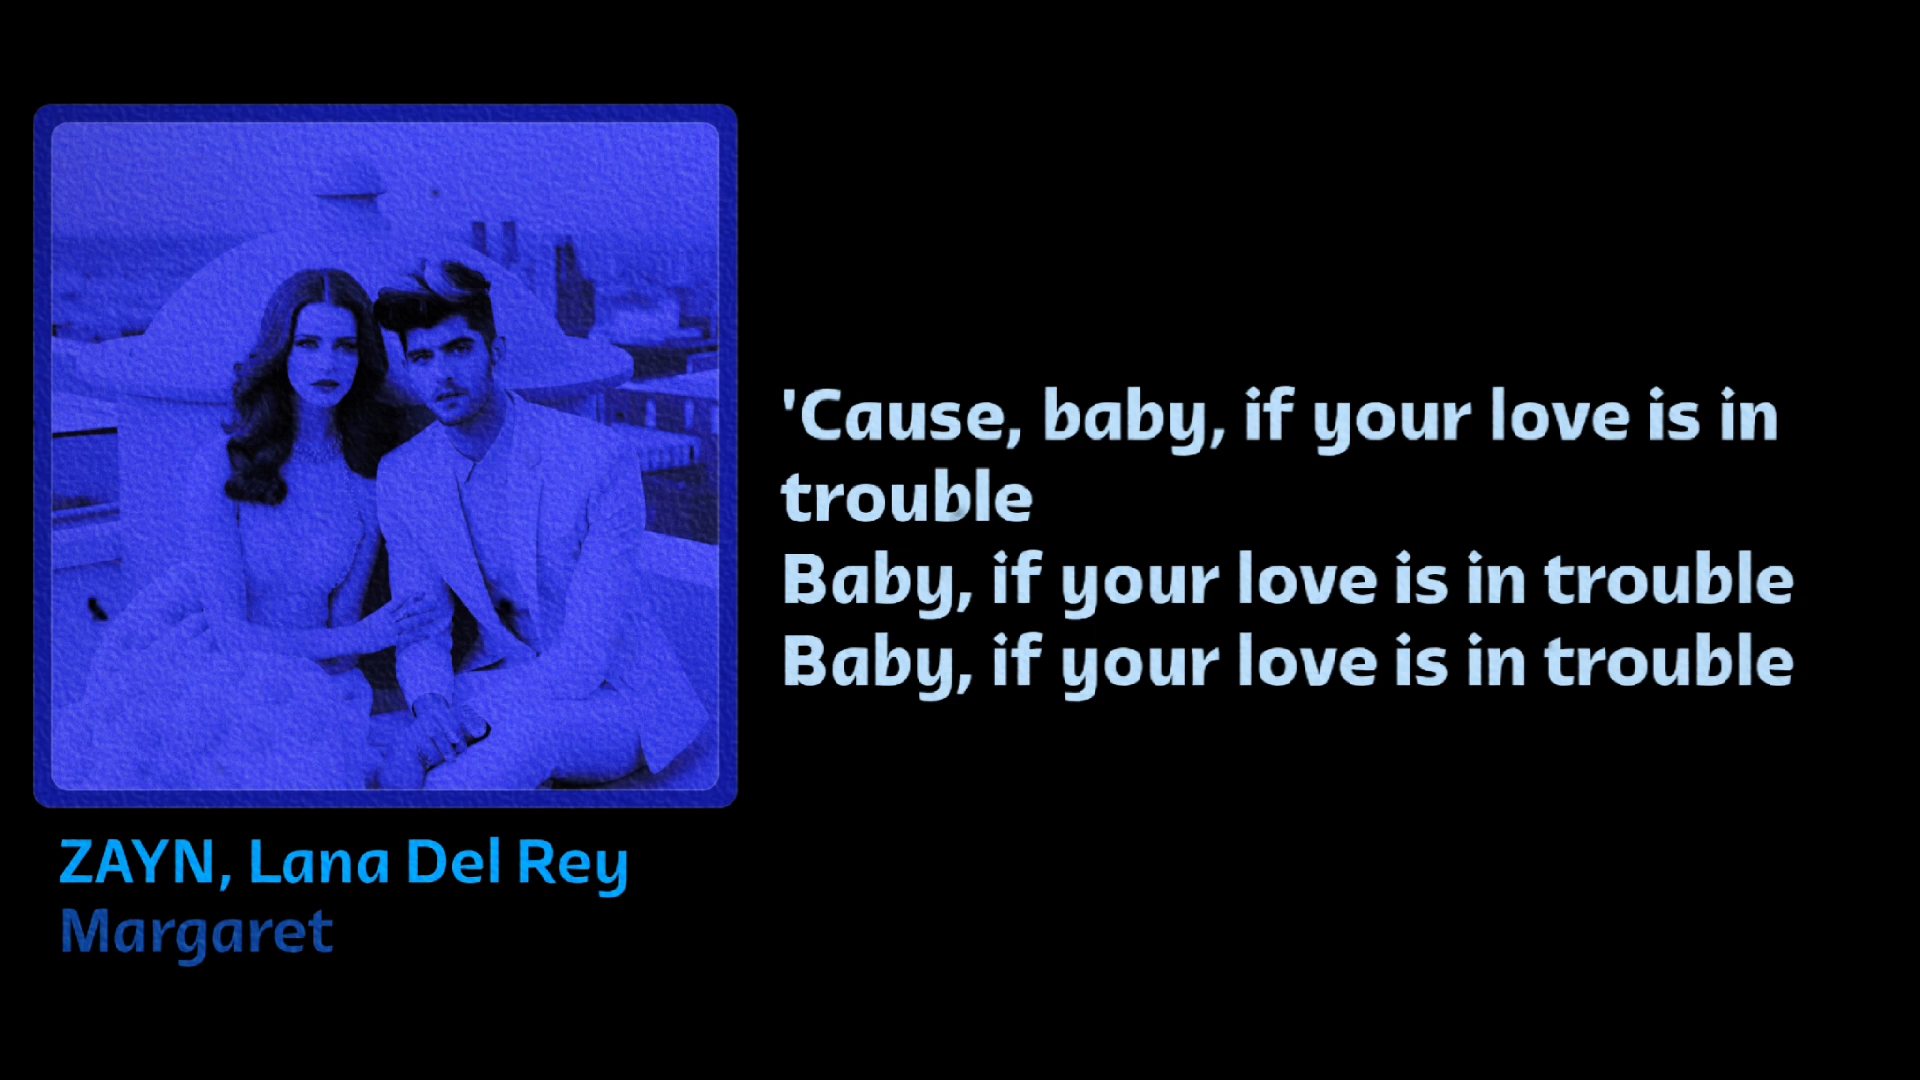 'Cause, baby, if your love is in
trouble
Baby, if your love is in trouble
Baby, if your love is in trouble
ZAYN, Lana Del Rey
Margaret